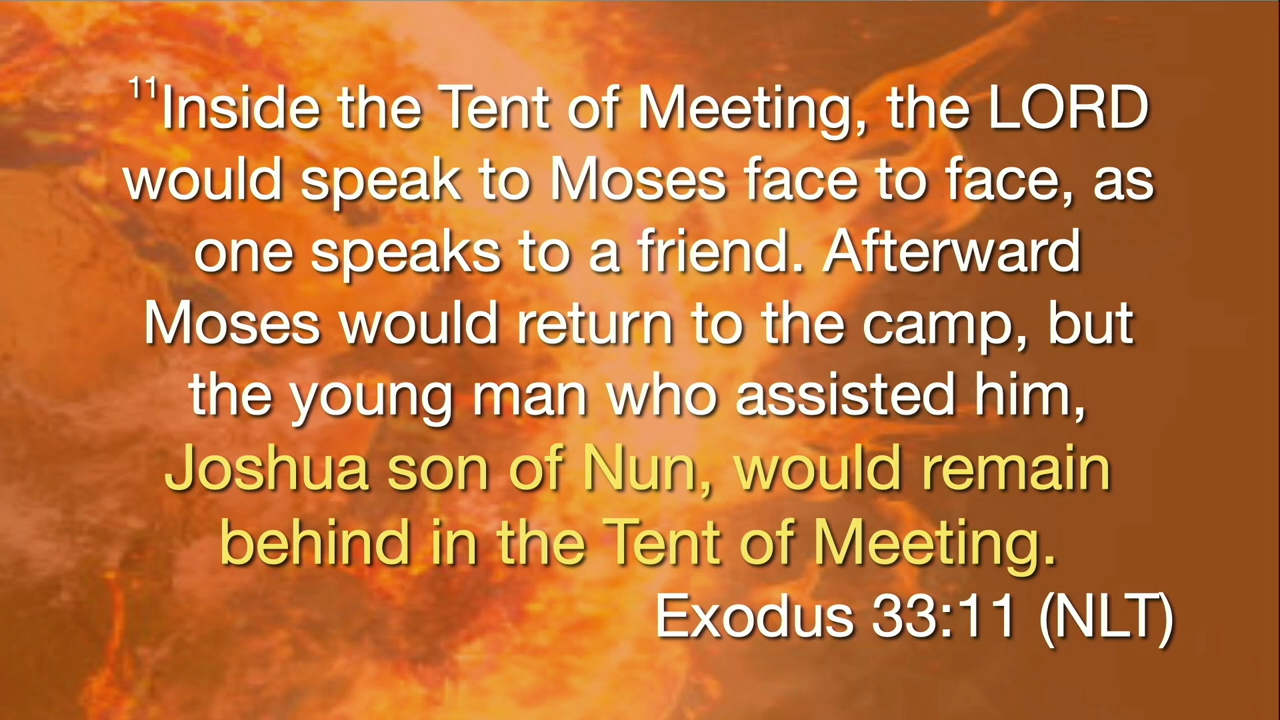 ¹¹Inside the Tent of Meeting, the LORD
would speak to Moses face to face, as
one speaks to a friend. Afterward
Moses would return to the camp, but
the young man who assisted him,
Joshua son of Nun, would remain
behind in the Tent of Meeting.
Exodus 33:11 (NLT)